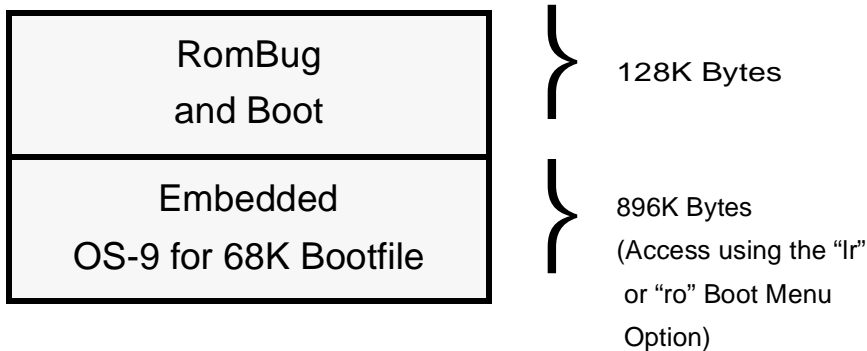 RomBug
and Boot
128K Bytes
Embedded
OS-9 for 68K Bootfile
896K Bytes
(Access using the “lr”
or “ro” Boot Menu
Option)